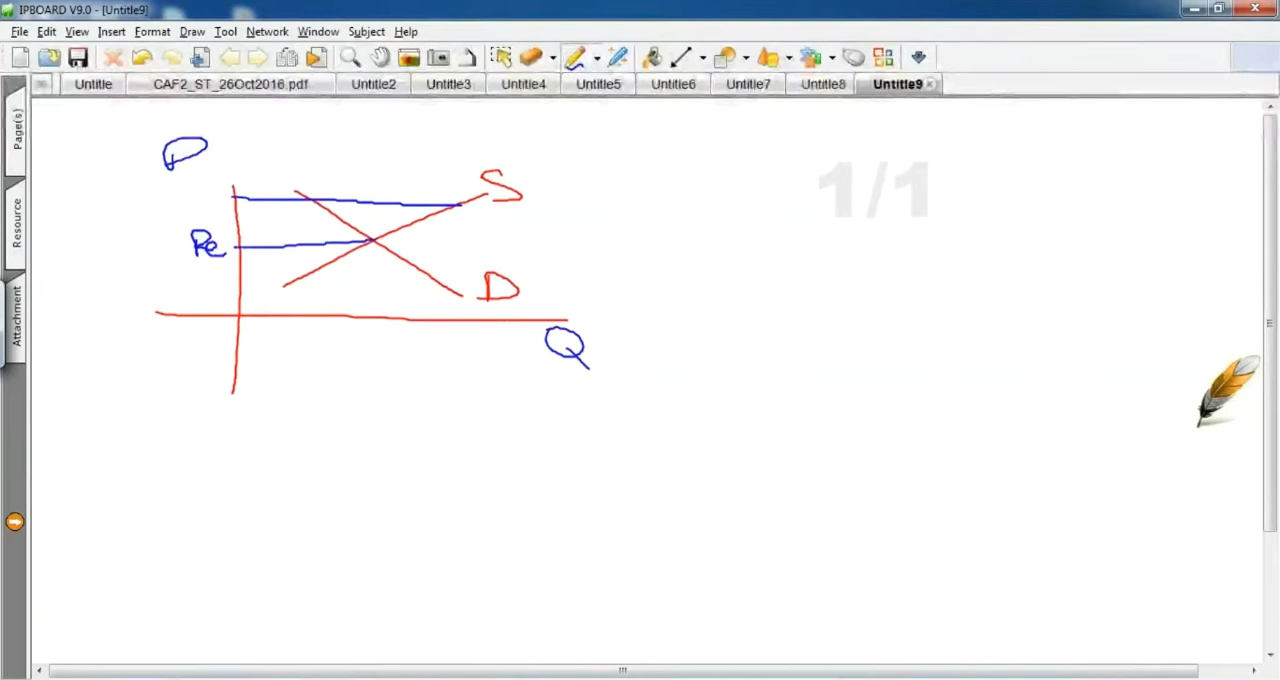 IPBOARD V9.0 - [Untitle9]
File Edit View Insert Format Draw Tool Network Window Subject Help
Untitle CAF2_ST_26Oct2016.pdf Untitle2 Untitle3 Untitle4 Untitle5 Untitle6 Untitle7 Untitle8 Untitle9
Page(s)
Resource
Attachment
1/1
P
S
Pe
D
Q